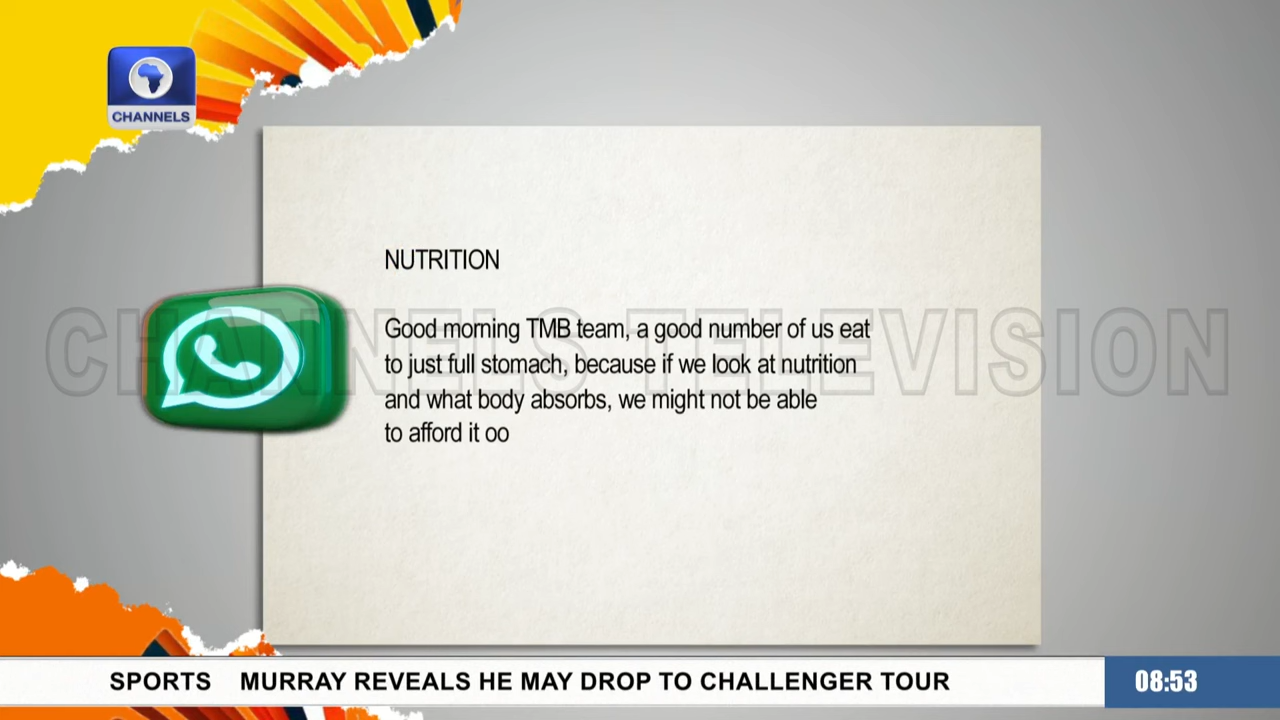 CHANNELS
NUTRITION
Good morning TMB team, a good number of us eat
to just full stomach, because if we look at nutrition
and what body absorbs, we might not be able
to afford it oo
CHANNELS TELEVISION
SPORTS MURRAY REVEALS HE MAY DROP TO CHALLENGER TOUR
08:53